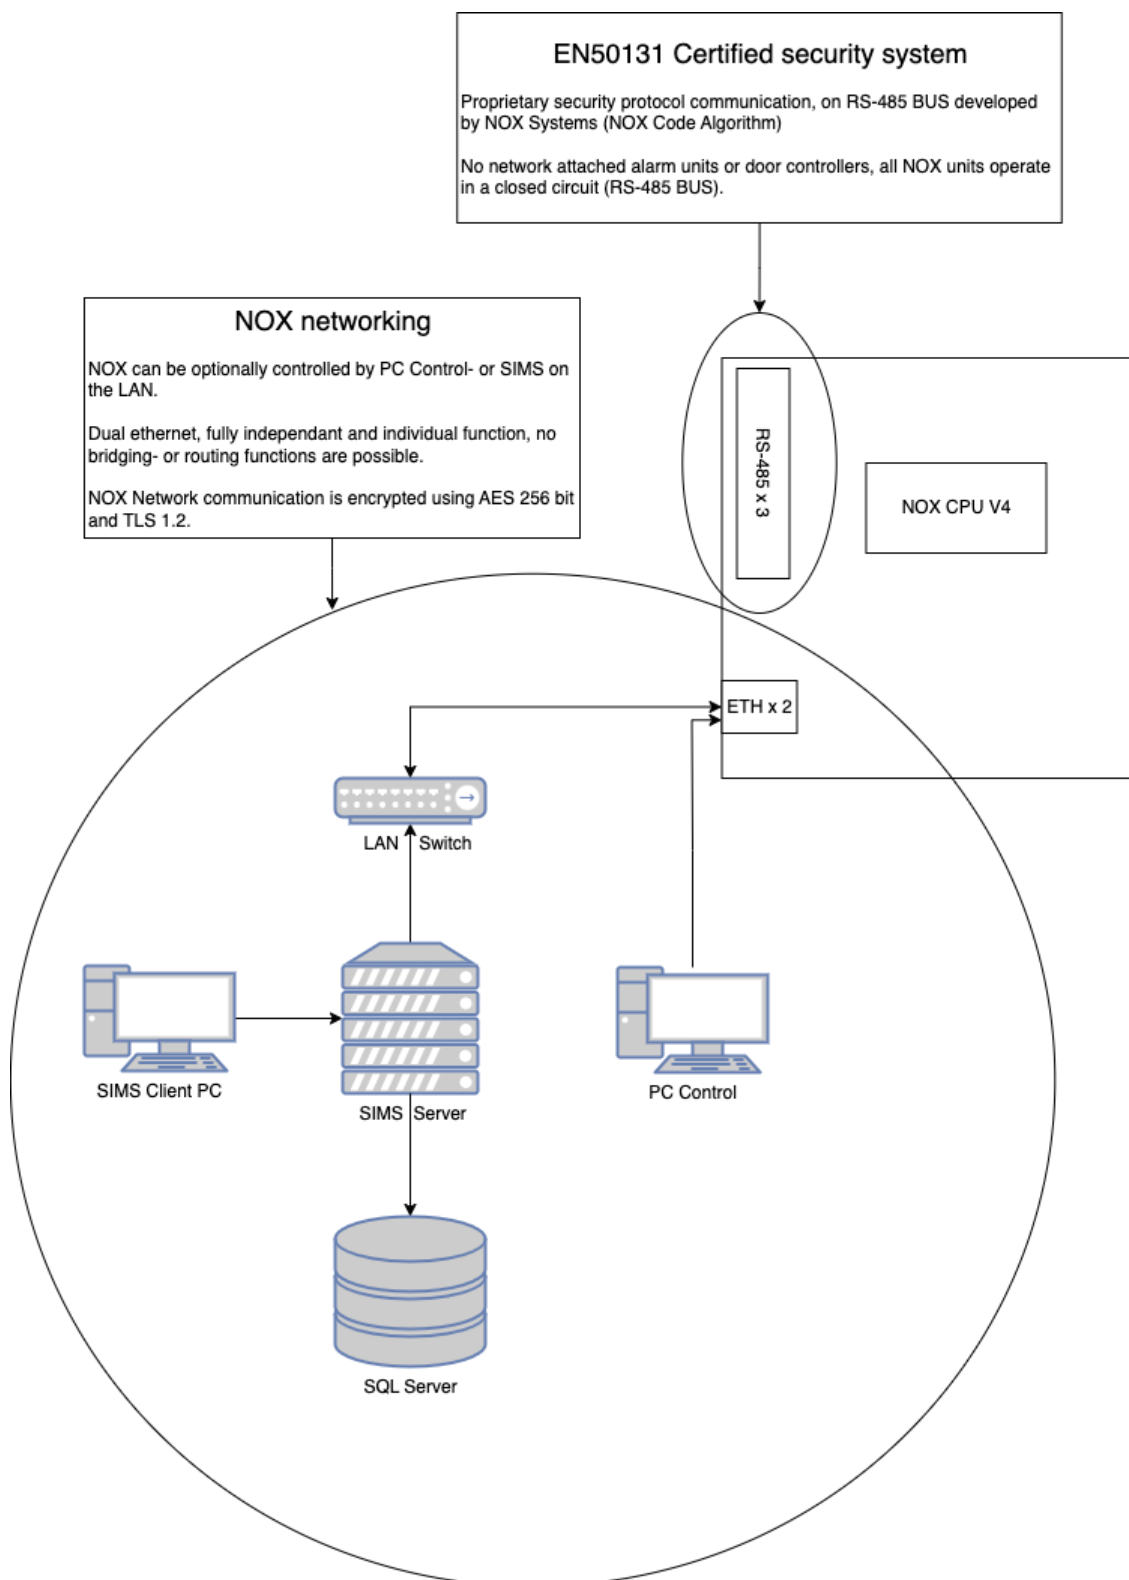 EN50131 Certified security system
Proprietary security protocol communication, on RS-485 BUS developed
by NOX Systems (NOX Code Algorithm)
No network attached alarm units or door controllers, all NOX units operate
in a closed circuit (RS-485 BUS).
NOX networking
NOX can be optionally controlled by PC Control- or SIMS on
the LAN.
Dual ethernet, fully independant and individual function, no
bridging- or routing functions are possible.
NOX Network communication is encrypted using AES 256 bit
and TLS 1.2.
RS-485 x 3
NOX CPU V4
ETH x 2
LAN Switch
SIMS Client PC
SIMS Server
PC Control
SQL Server